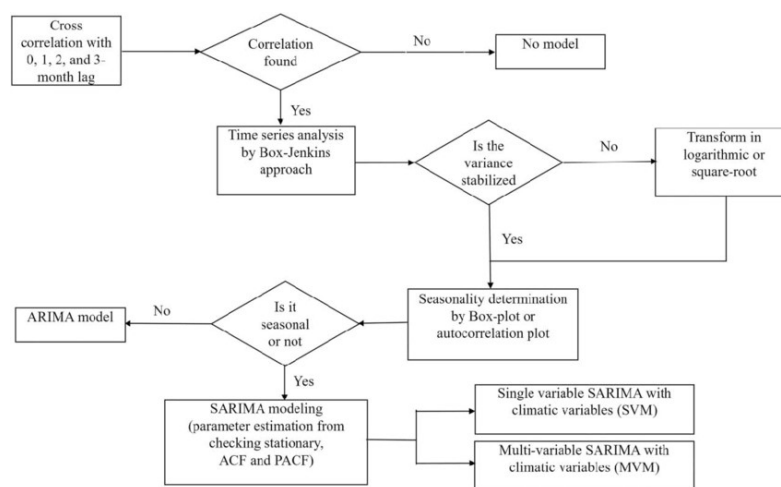 Cross
correlation with
0, 1, 2, and 3-
month lag
Correlation
found
No
No model
Yes
Time series analysis
by Box-Jenkins
approach
Is the
variance
stabilized
No
Transform in
logarithmic or
square-root
Yes
Seasonality determination
by Box-plot or
autocorrelation plot
Is it
seasonal
or not
No
ARIMA model
Yes
SARIMA modeling
(parameter estimation from
checking stationary,
ACF and PACF)
Single variable SARIMA with
climatic variables (SVM)
Multi-variable SARIMA with
climatic variables (MVM)